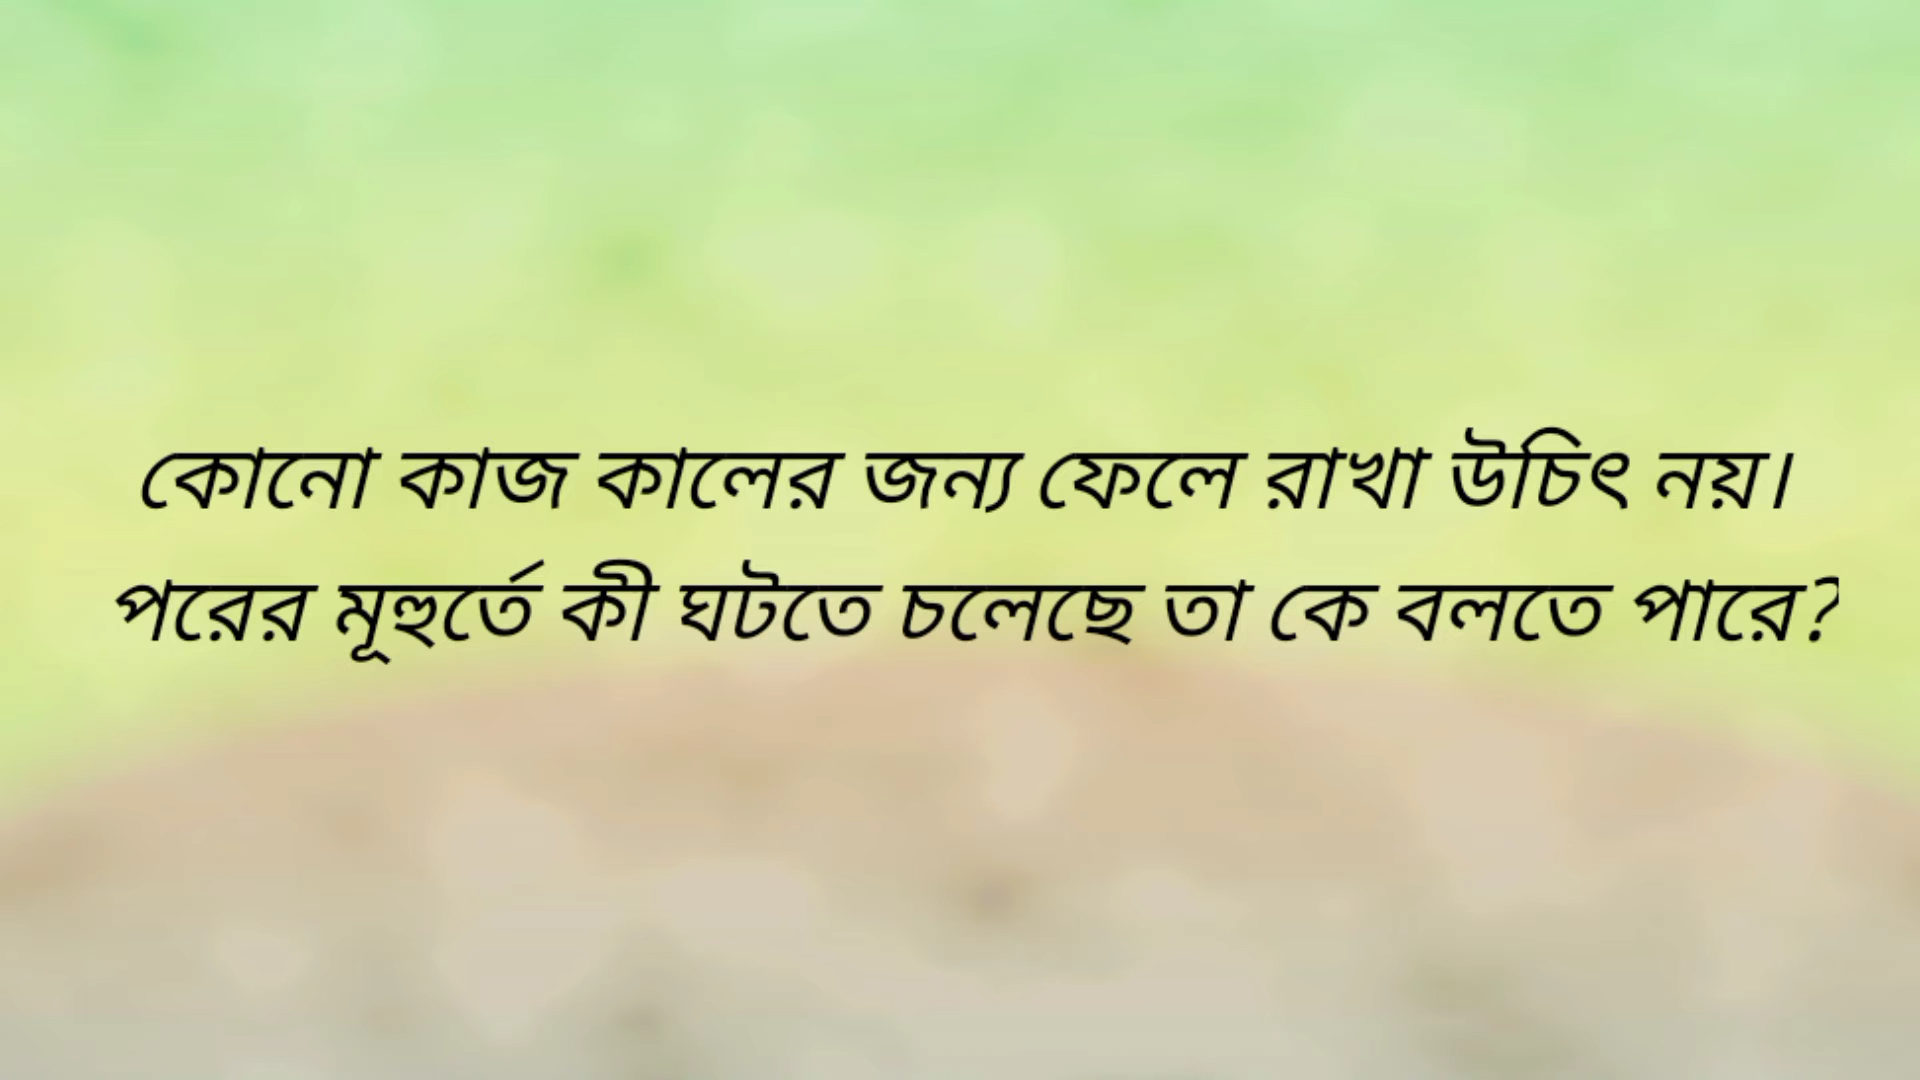 কোনো কাজ কালের জন্য ফেলে রাখা উচিৎ নয়।
পরের মূহুর্তে কী ঘটতে চলেছে তা কে বলতে পারে?